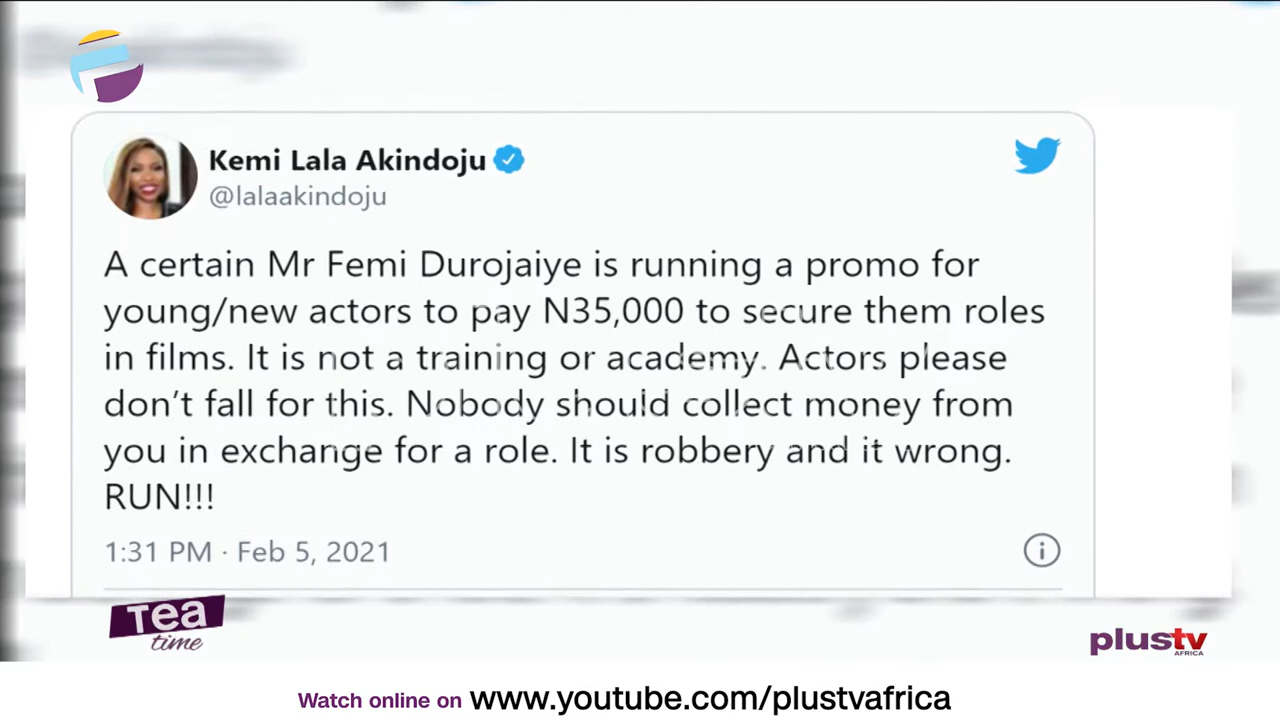 Kemi Lala Akindoju
@lalaakindoju
A certain Mr Femi Durojaiye is running a promo for
young/new actors to pay N35,000 to secure them roles
in films. It is not a training or academy. Actors please
don't fall for this. Nobody should collect money from
you in exchange for a role. It is robbery and it wrong.
RUN!!!
1:31 PM · Feb 5, 2021
Tea
time
plustv
AFRICA
Watch online on www.youtube.com/plustvafrica